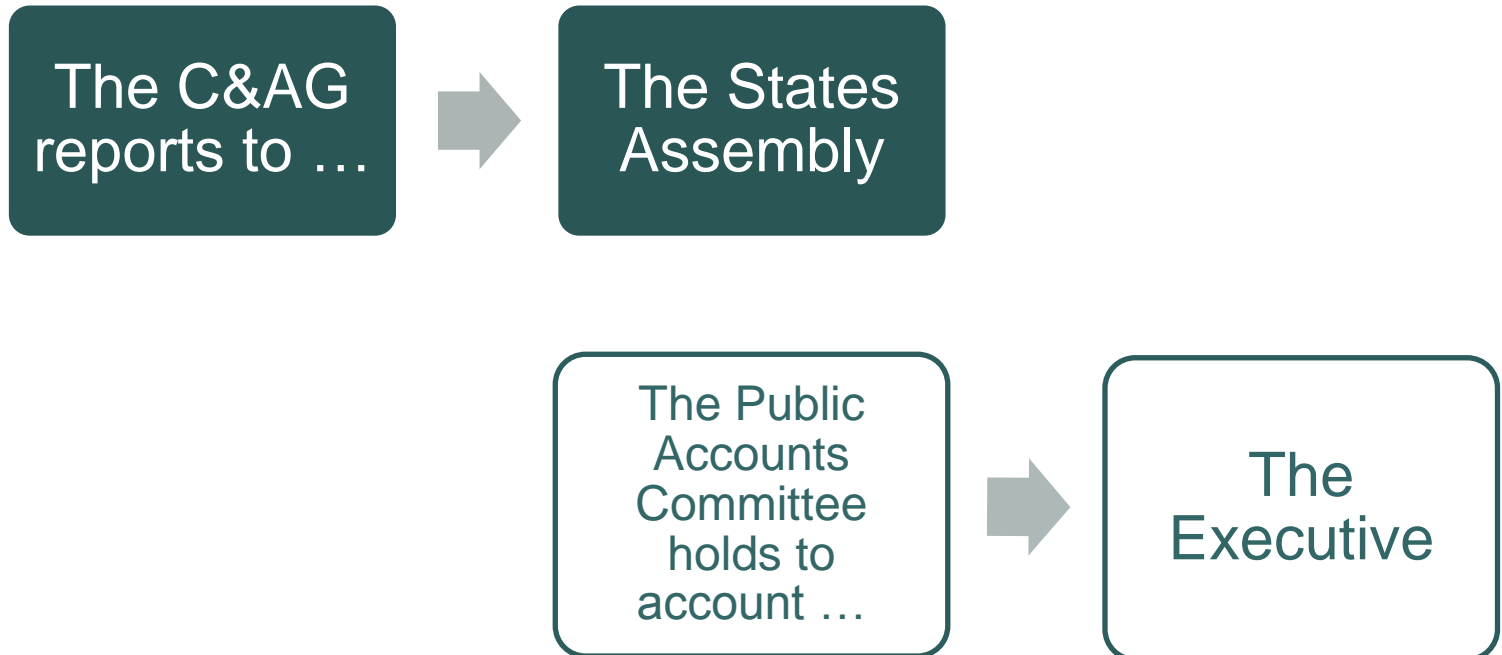 The C&AG
reports to …
The States
Assembly
The Public
Accounts
Committee
holds to
account …
The
Executive